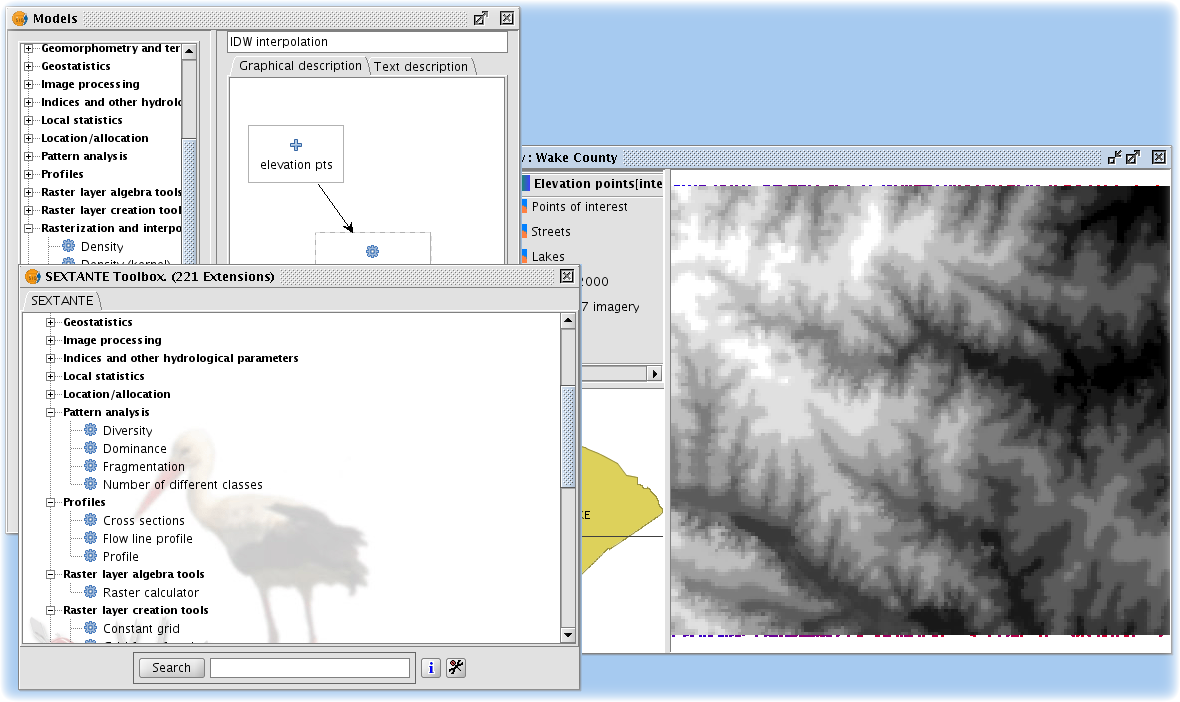 Models
Geomorphometry and ter
Geostatistics
Image processing
Indices and other hydrolo
Local statistics
Location/allocation
Pattern analysis
Profiles
Raster layer algebra tools
Raster layer creation tool
Rasterization and interpo
Density
Density (kernel)
IDW interpolation
Graphical description
Text description
elevation pts
: Wake County
Elevation points[inte
Points of interest
Streets
Lakes
2000
7 imagery
KE
SEXTANTE Toolbox. (221 Extensions)
SEXTANTE
Geostatistics
Image processing
Indices and other hydrological parameters
Local statistics
Location/allocation
Pattern analysis
Diversity
Dominance
Fragmentation
Number of different classes
Profiles
Cross sections
Flow line profile
Profile
Raster layer algebra tools
Raster calculator
Raster layer creation tools
Constant grid
Search
i